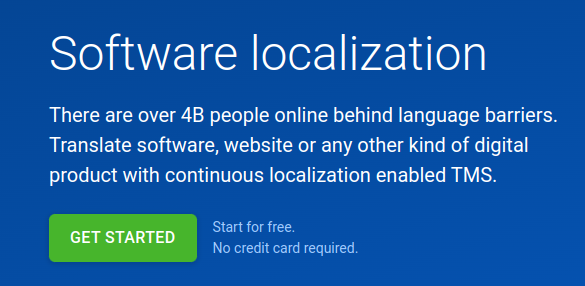 Software localization
There are over 4B people online behind language barriers.
Translate software, website or any other kind of digital
product with continuous localization enabled TMS.
GET STARTED
Start for free.
No credit card required.